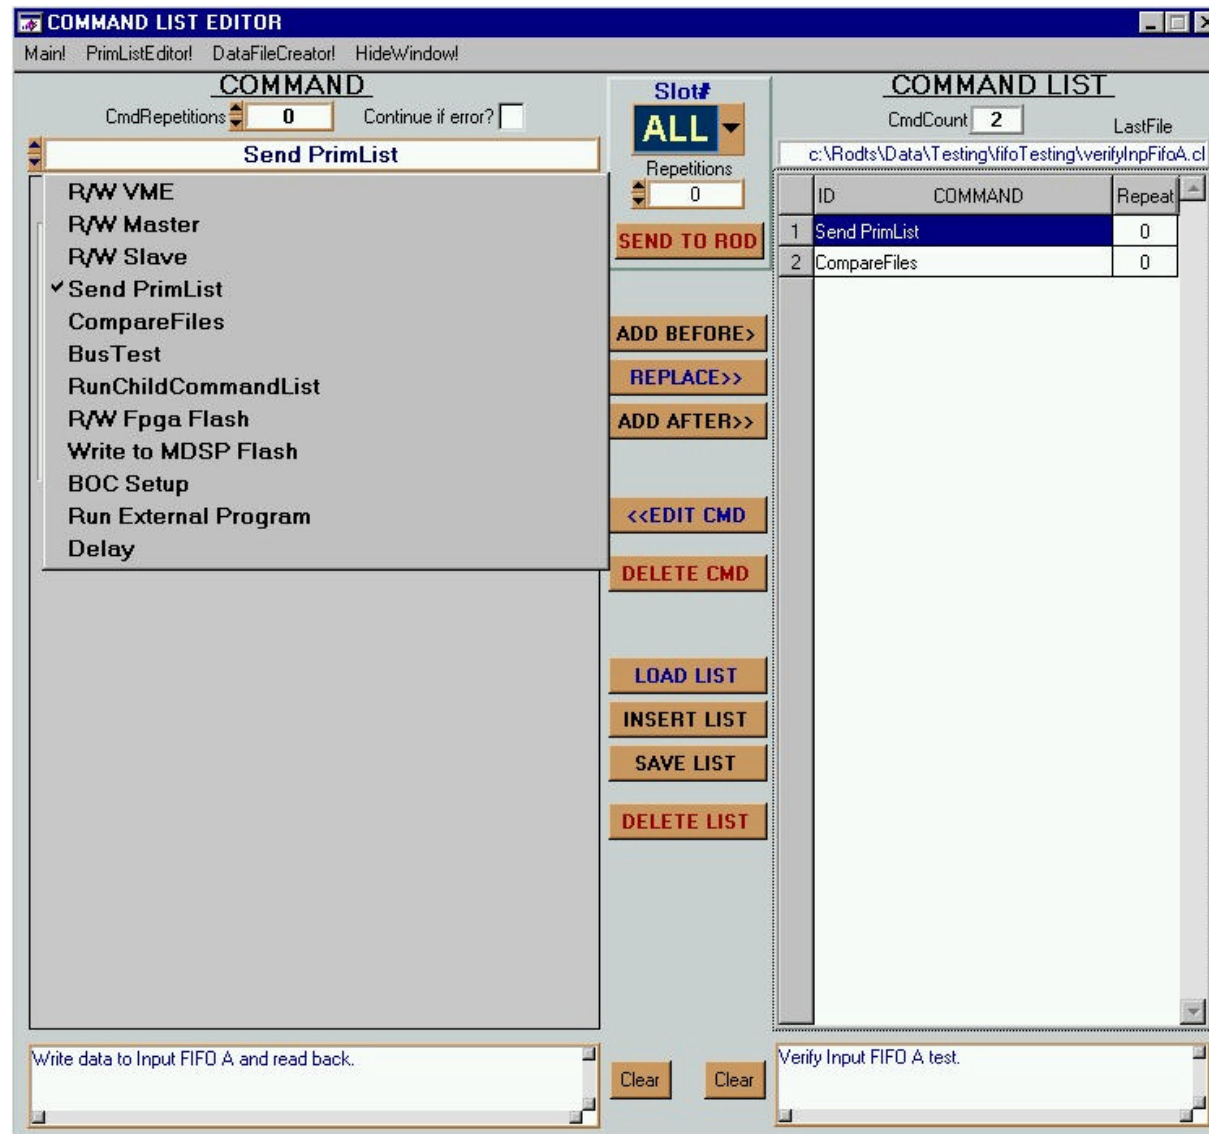 COMMAND LIST EDITOR
Main! PrimListEditor! DataFileCreator! HideWindow!
COMMAND
CmdRepetitions 0 Continue if error?
Send PrimList
R/W VME
R/W Master
R/W Slave
Send PrimList
CompareFiles
BusTest
RunChildCommandList
R/W Fpga Flash
Write to MDSP Flash
BOC Setup
Run External Program
Delay
Write data to Input FIFO A and read back.
Slot#
ALL
Repetitions
0
SEND TO ROD
ADD BEFORE>
REPLACE>>
ADD AFTER>>
<<EDIT CMD
DELETE CMD
LOAD LIST
INSERT LIST
SAVE LIST
DELETE LIST
Clear Clear
COMMAND LIST
CmdCount 2 LastFile
c:\Rodts\Data\Testing\fifoTesting\verifyInpFifoA.cl
ID COMMAND Repeat
1 Send PrimList 0
2 CompareFiles 0
Verify Input FIFO A test.